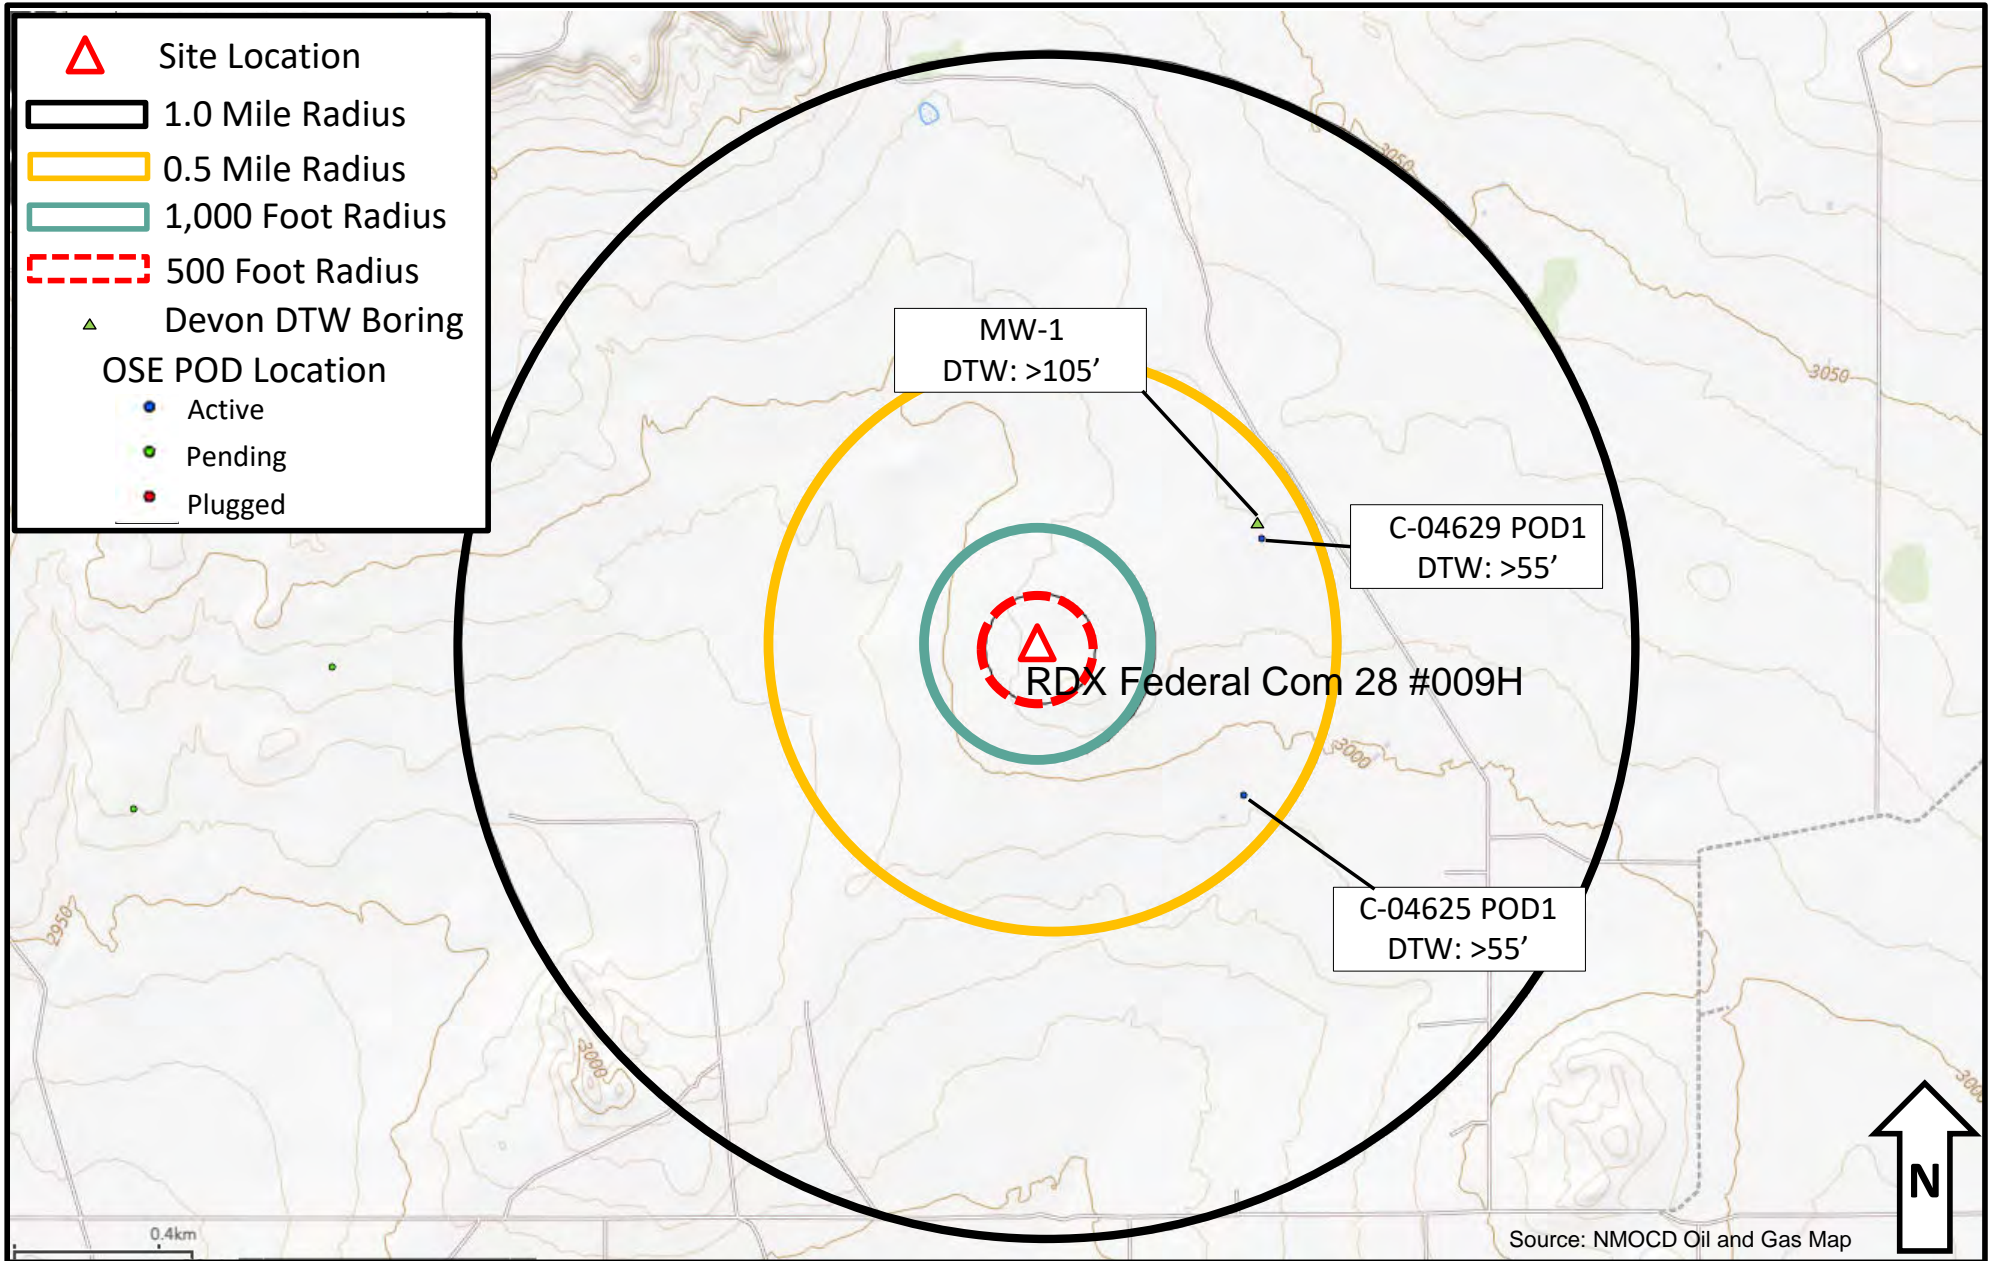 Site Location
1.0 Mile Radius
0.5 Mile Radius
1,000 Foot Radius
500 Foot Radius
Devon DTW Boring
OSE POD Location
Active
Pending
Plugged
3050
3050
MW-1
DTW: >105’
C-04629 POD1
DTW: >55’
RDX Federal Com 28 #009H
3000
C-04625 POD1
DTW: >55’
2950
3000
3000
N
0.4km
Source: NMOCD Oil and Gas Map